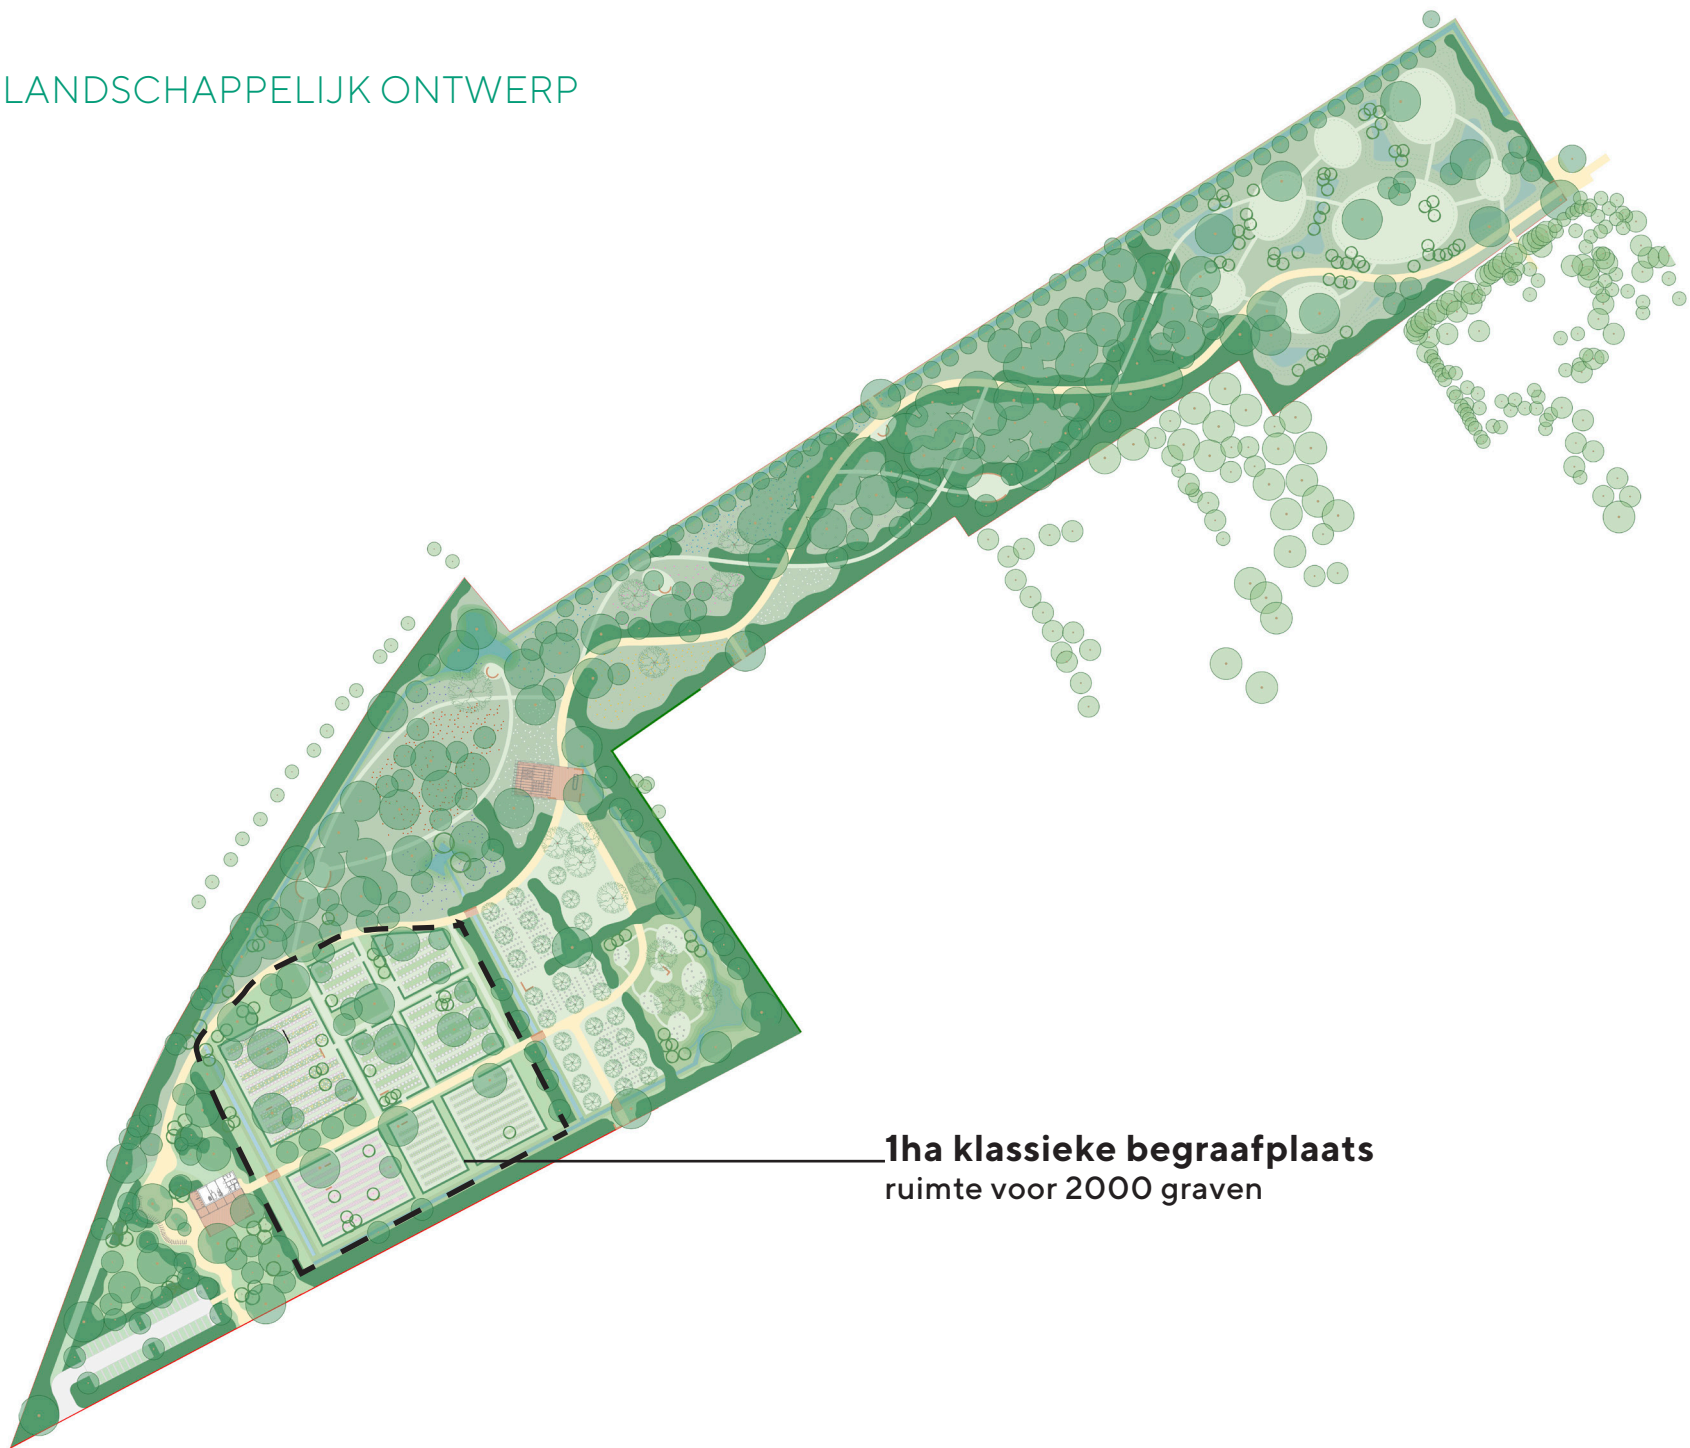 LANDSCHAPPELIJK ONTWERP
1ha klassieke begraafplaats
ruimte voor 2000 graven